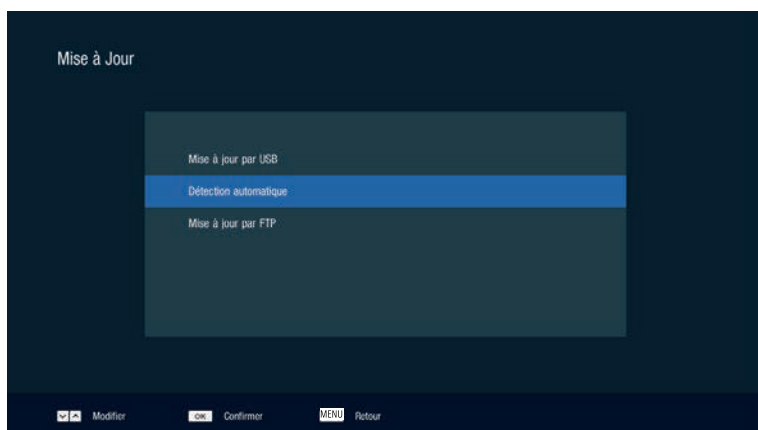 Mise à Jour
Mise à jour par USB
Détection automatique
Mise à jour par FTP
Modifier OK Confirmer MENU Retour